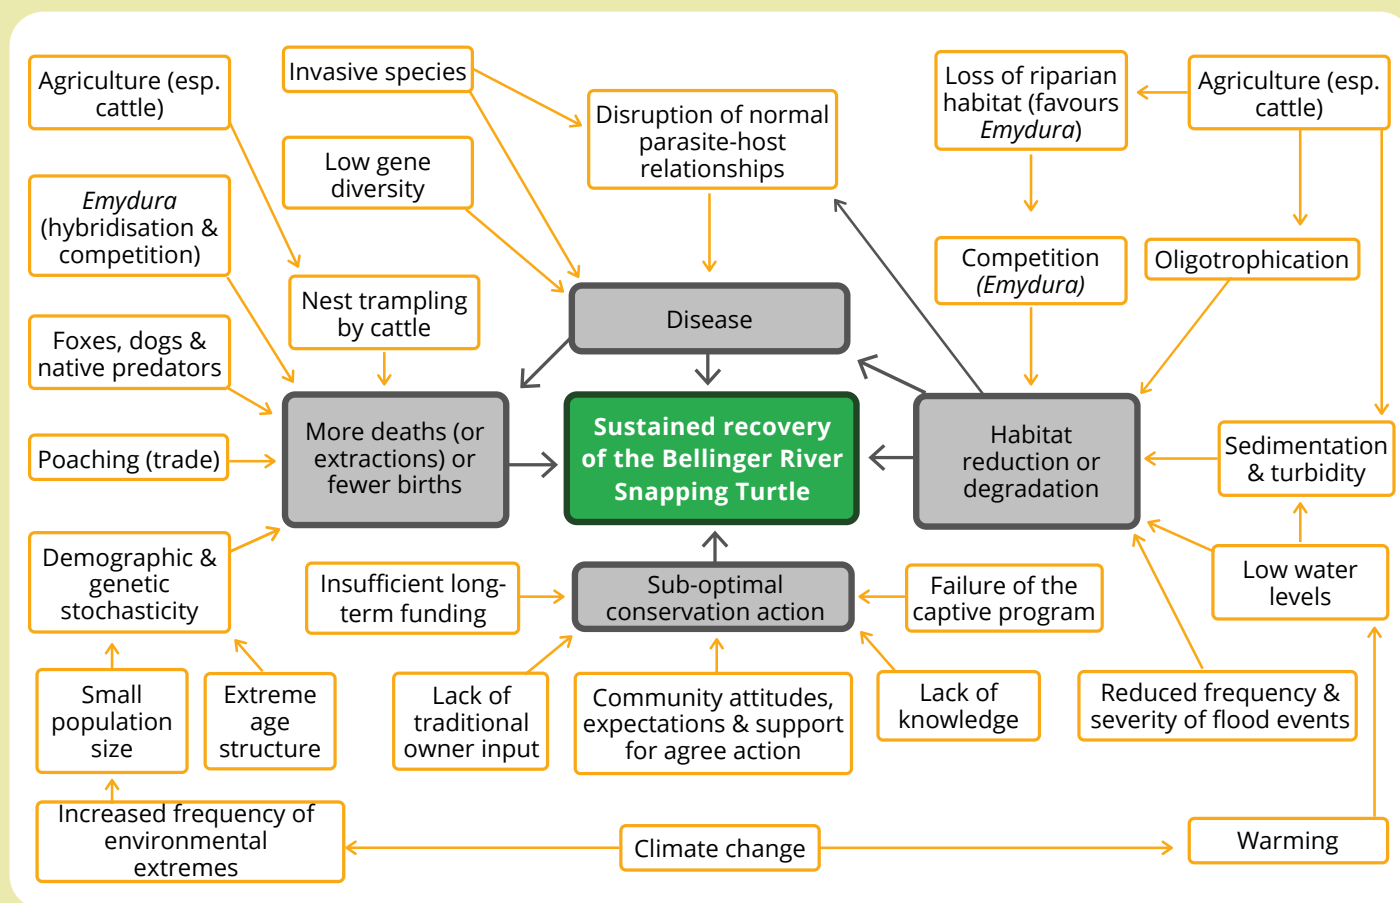 Agriculture (esp.
cattle)
Invasive species
Disruption of normal
parasite-host
relationships
Loss of riparian
habitat (favours
Emydura)
Agriculture (esp.
cattle)
Low gene
diversity
Emydura
(hybridisation &
competition)
Nest trampling
by cattle
Competition
(Emydura)
Oligotrophication
Foxes, dogs &
native predators
Disease
More deaths (or
extractions) or
fewer births
Sustained recovery
of the Bellinger River
Snapping Turtle
Habitat
reduction or
degradation
Poaching (trade)
Sedimentation
& turbidity
Demographic &
genetic
stochasticity
Insufficient long-
term funding
Sub-optimal
conservation action
Failure of the
captive program
Low water
levels
Small
population
size
Extreme
age
structure
Lack of
traditional
owner input
Community attitudes,
expectations & support
for agree action
Lack of
knowledge
Reduced frequency &
severity of flood events
Increased frequency of
environmental
extremes
Climate change
Warming